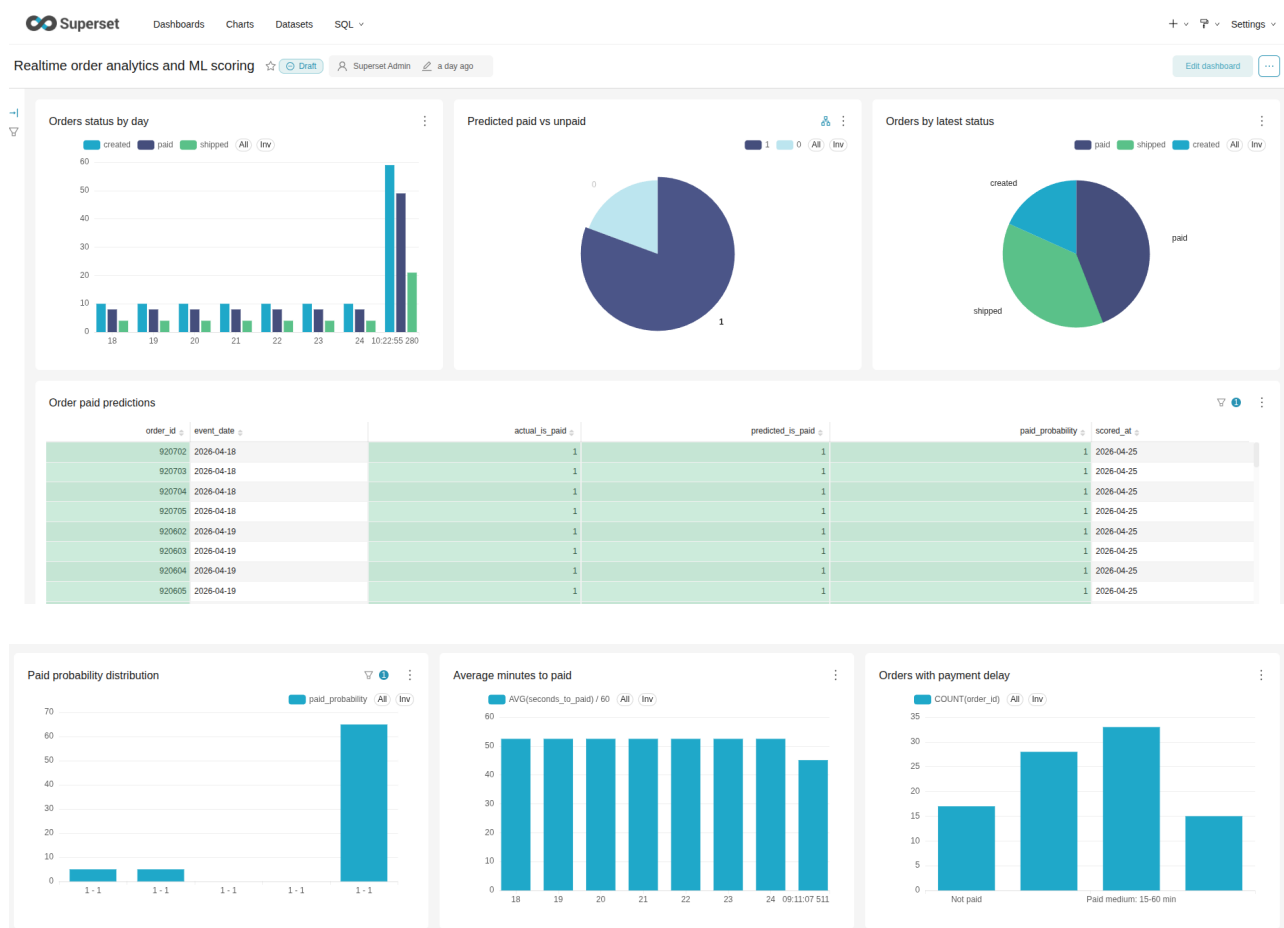 Superset Dashboards Charts Datasets SQL Settings
Realtime order analytics and ML scoring Draft Superset Admin a day ago Edit dashboard
Orders status by day
created paid shipped All Inv
60
50
40
30
20
10
0
18 19 20 21 22 23 24 10:22:55 280
Predicted paid vs unpaid
1 0 All Inv
0
1
Orders by latest status
paid shipped created All Inv
created
paid
shipped
Order paid predictions 1
order_id event_date actual_is_paid predicted_is_paid paid_probability scored_at
920702 2026-04-18 1 1 1 2026-04-25
920703 2026-04-18 1 1 1 2026-04-25
920704 2026-04-18 1 1 1 2026-04-25
920705 2026-04-18 1 1 1 2026-04-25
920602 2026-04-19 1 1 1 2026-04-25
920603 2026-04-19 1 1 1 2026-04-25
920604 2026-04-19 1 1 1 2026-04-25
920605 2026-04-19 1 1 1 2026-04-25
Paid probability distribution 1
paid_probability All Inv
70
60
50
40
30
20
10
0
1 - 1 1 - 1 1 - 1 1 - 1 1 - 1
Average minutes to paid
AVG(seconds_to_paid) / 60 All Inv
60
50
40
30
20
10
0
18 19 20 21 22 23 24 09:11:07 511
Orders with payment delay
COUNT(order_id) All Inv
35
30
25
20
15
10
5
0
Not paid Paid medium: 15-60 min